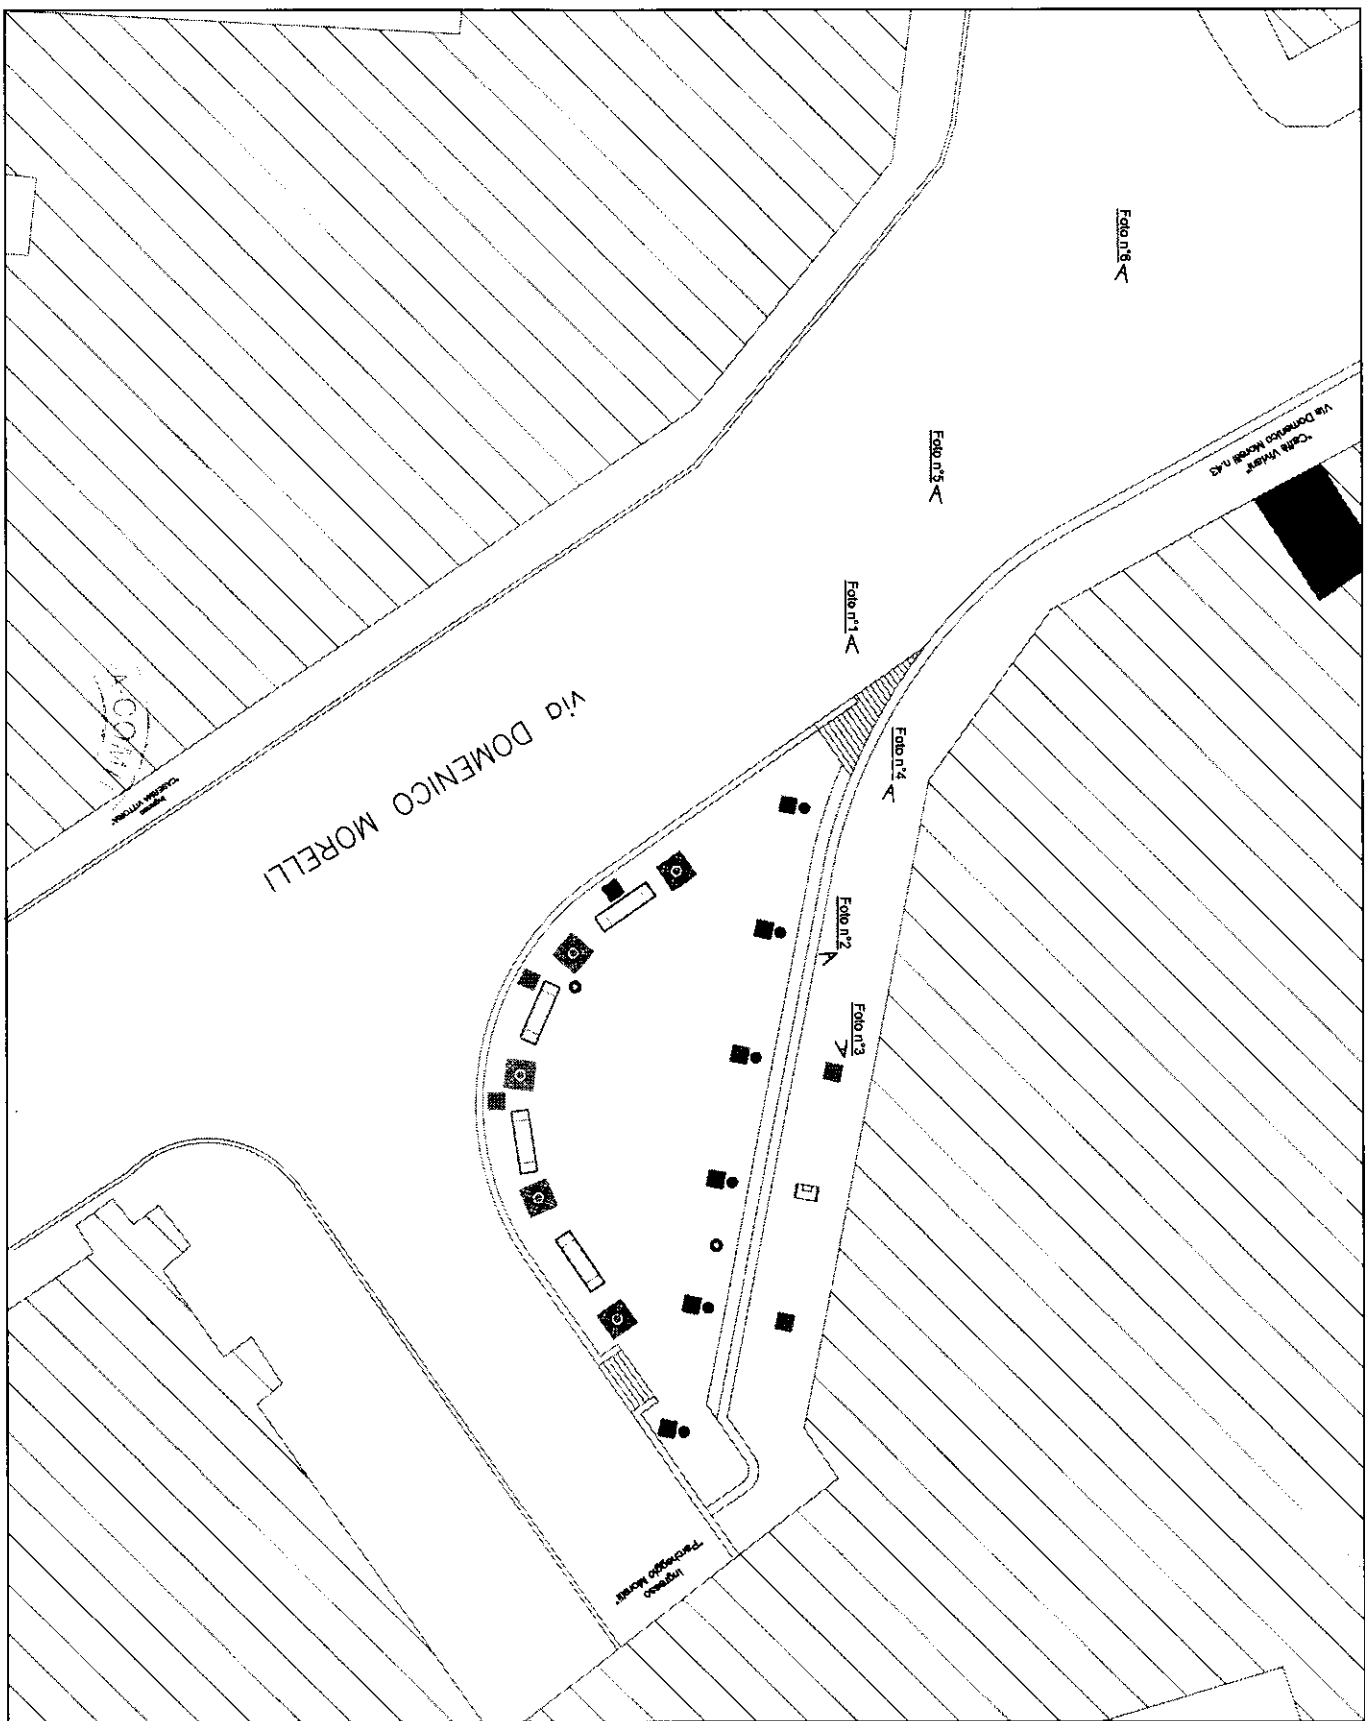 Foto n°6
Foto n°5
"Caffè Viviani"
Via Domenico Morelli n.43
Foto n°1
Foto n°4
via DOMENICO MORELLI
Ingresso
"CASERMA VITTORIA"
Foto n°2
Foto n°3
Ingresso
"Parcheggio Morelli"